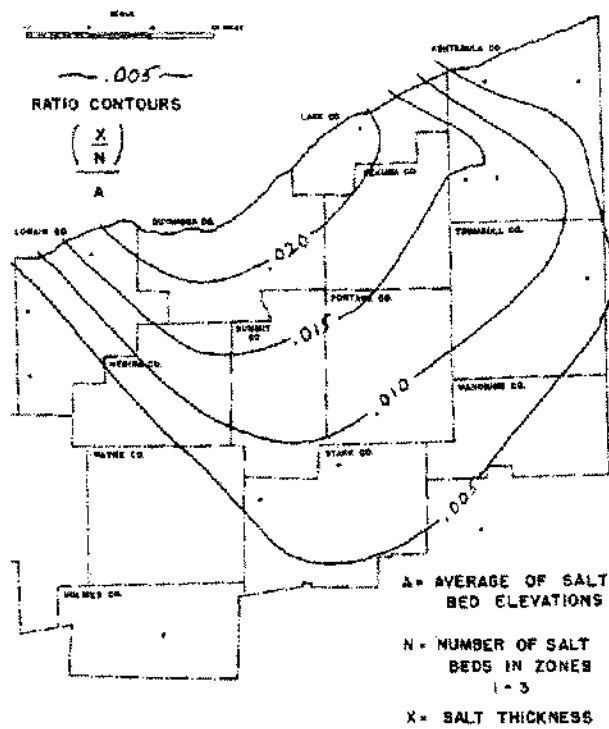 SCALE
.005
RATIO CONTOURS
(X/N)
A
ASHTABULA CO.
LAKE CO
GEAUGA CO
LORAIN CO.
CUYAHOGA CO.
TRUMBULL CO.
.020
PORTAGE CO.
SUMMIT CO
.015
MEDINA CO.
.010
MAHONING CO.
WAYNE CO.
STARK CO.
.005
HOLMES CO.
A= AVERAGE OF SALT
BED ELEVATIONS
N= NUMBER OF SALT
BEDS IN ZONES
1-3
X= SALT THICKNESS